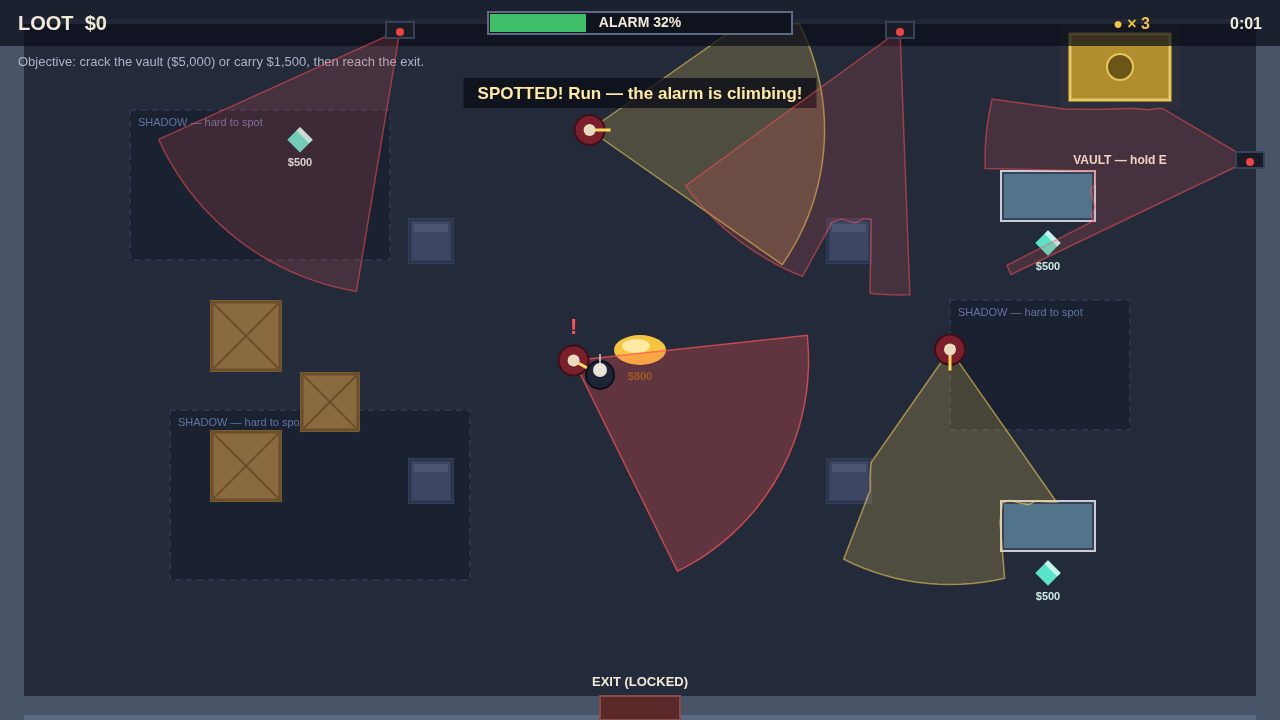 LOOT $0
ALARM 32%
● × 3
0:01
Objective: crack the vault ($5,000) or carry $1,500, then reach the exit.
SPOTTED! Run — the alarm is climbing!
SHADOW — hard to spot
$500
VAULT — hold E
$500
SHADOW — hard to spot
!
$800
SHADOW — hard to spo
$500
EXIT (LOCKED)